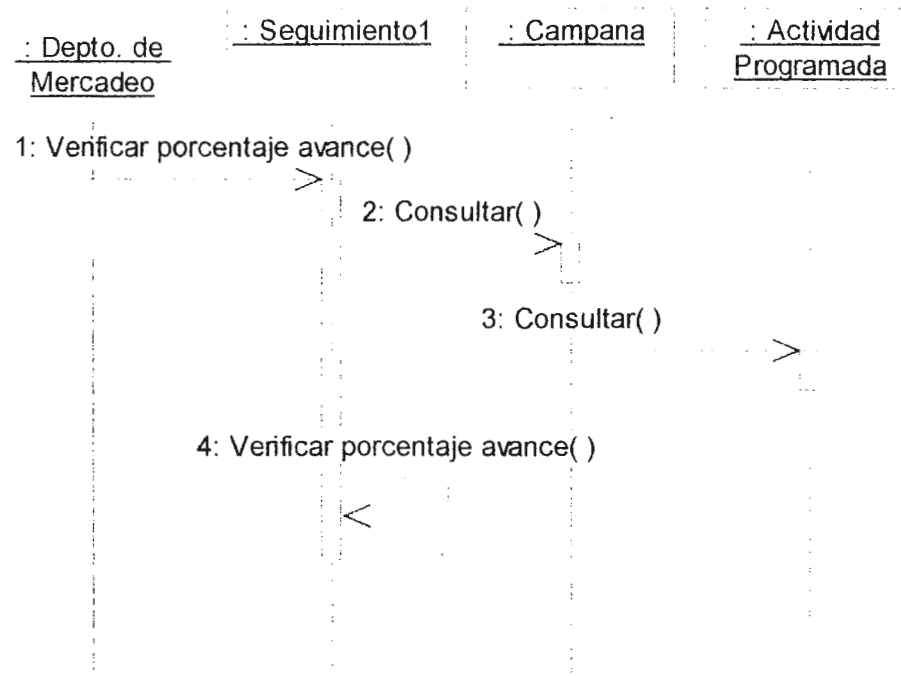 : Depto. de
Mercadeo
: Seguimiento1
: Campana
: Actividad
Programada
1: Verificar porcentaje avance( )
2: Consultar( )
3: Consultar( )
4: Verificar porcentaje avance( )